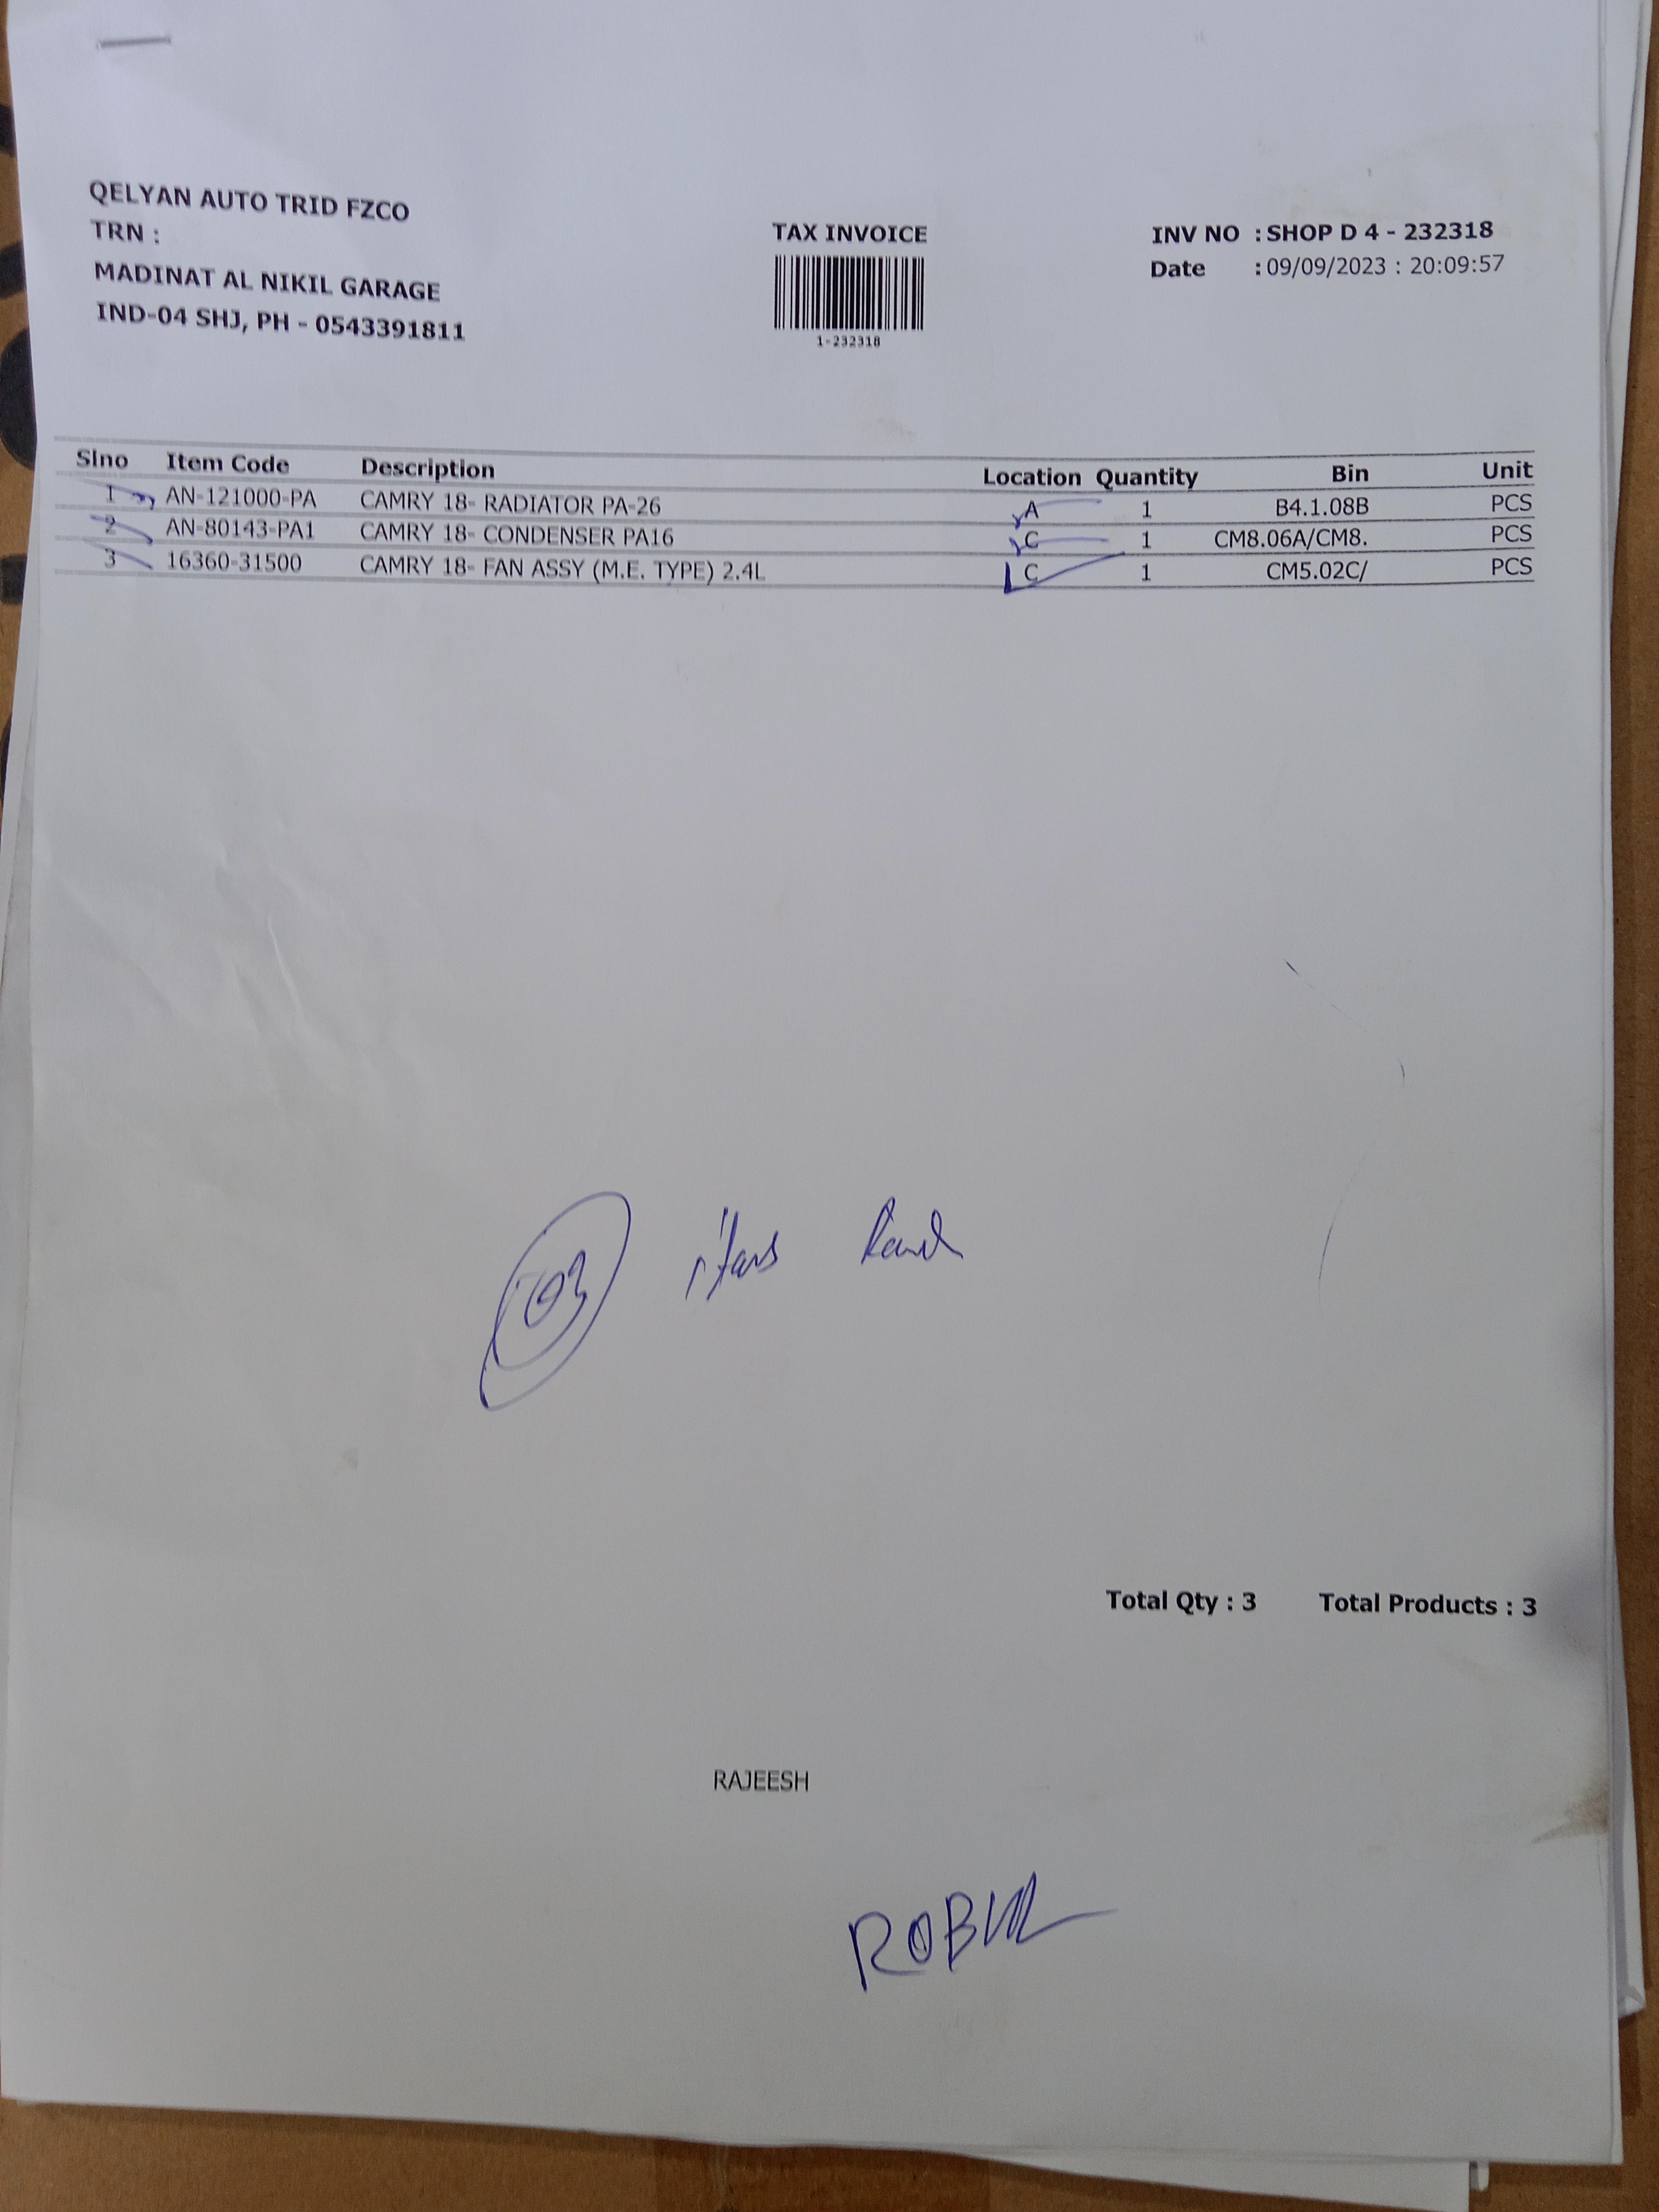 QELYAN AUTO TRID FZCO
TRN :
MADINAT AL NIKIL GARAGE
IND-04 SHJ, PH - 0543391811
TAX INVOICE
1-232318
INV NO : SHOP D 4 - 232318
Date : 09/09/2023 : 20:09:57
Slno Item Code Description Location Quantity Bin Unit
1 AN-121000-PA CAMRY 18- RADIATOR PA-26 A 1 B4.1.08B PCS
2 AN-80143-PA1 CAMRY 18- CONDENSER PA16 C 1 CM8.06A/CM8. PCS
3 16360-31500 CAMRY 18- FAN ASSY (M.E. TYPE) 2.4L C 1 CM5.02C/ PCS
03
Total Qty : 3 Total Products : 3
RAJEESH
ROBUL